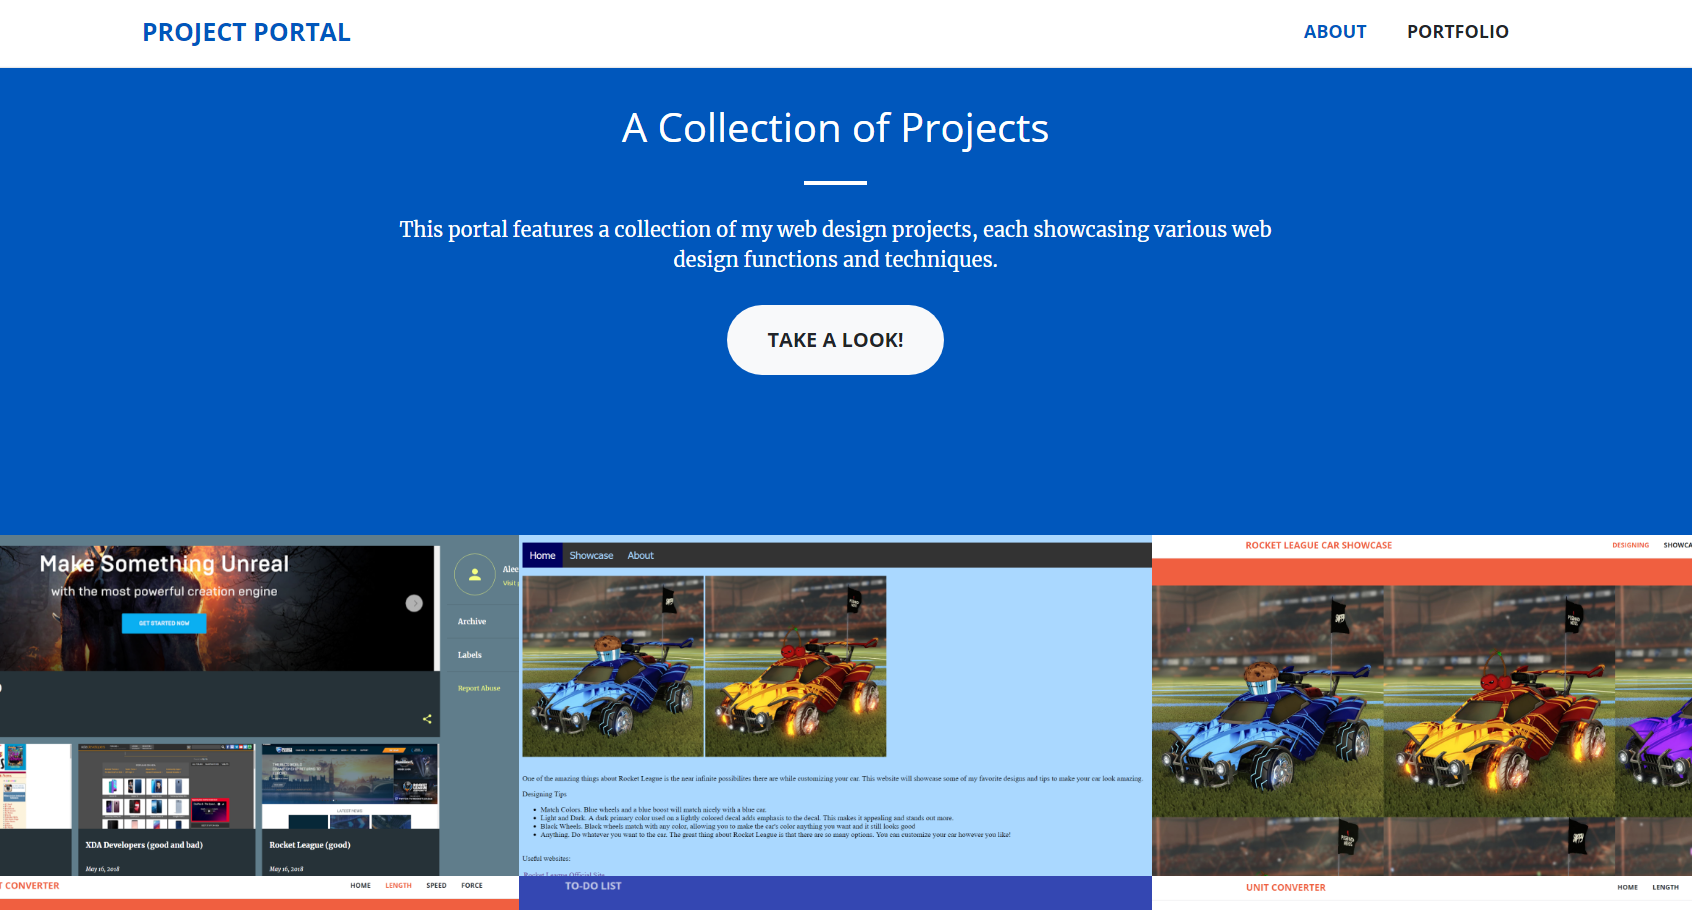 PROJECT PORTAL
ABOUT
PORTFOLIO
A Collection of Projects
This portal features a collection of my web design projects, each showcasing various web
design functions and techniques.
TAKE A LOOK!
Make Something Unreal
with the most powerful creation engine
GET STARTED NOW
Visit
Archive
Labels
Report Abuse
XDA Developers (good and bad)
May 16, 2018
Rocket League (good)
May 16, 2018
Home
Showcase
About
One of the amazing things about Rocket League is the near infinite possibilites there are while customizing your car. This website will showcase some of my favorite designs and tips to make your car look amazing.
Designing Tips
Match Colors. Blue wheels and a blue boost will match nicely with a blue car.
Light and Dark. A dark primary color used on a lightly colored decal adds emphasis to the decal. This makes it appealing and stands out more.
Black Wheels. Black wheels match with any color, allowing you to make the car's color anything you want and it still looks good
Anything. Do whatever you want to the car. The great thing about Rocket League is that there are so many options. You can customize your car however you like!
Useful websites:
Rocket League Official Site
ROCKET LEAGUE CAR SHOWCASE
DESIGNING
SHOWCA
T CONVERTER
HOME
LENGTH
SPEED
FORCE
TO-DO LIST
UNIT CONVERTER
HOME
LENGTH